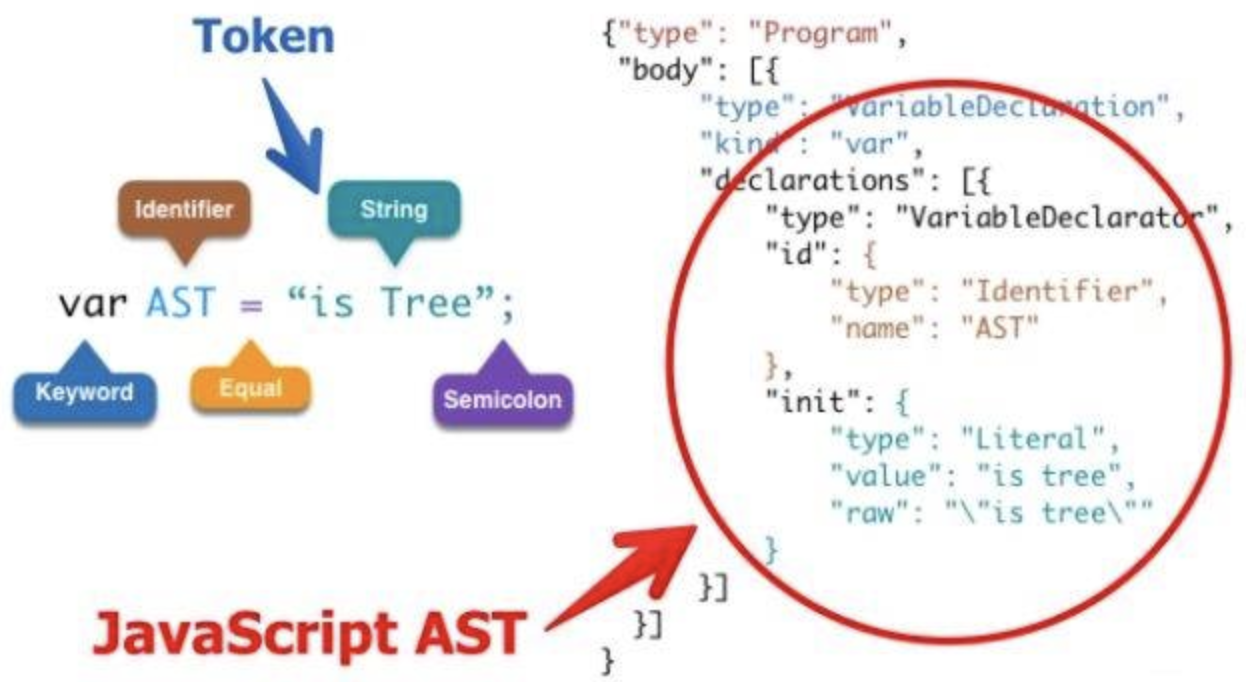 Token
Identifier
String
var AST = “is Tree”;
Keyword
Equal
Semicolon
JavaScript AST
{"type": "Program",
"body": [{
"type": "VariableDeclaration",
"kind": "var",
"declarations": [{
"type": "VariableDeclarator",
"id": {
"type": "Identifier",
"name": "AST"
},
"init": {
"type": "Literal",
"value": "is tree",
"raw": "\"is tree\""
}
}]
}]
}